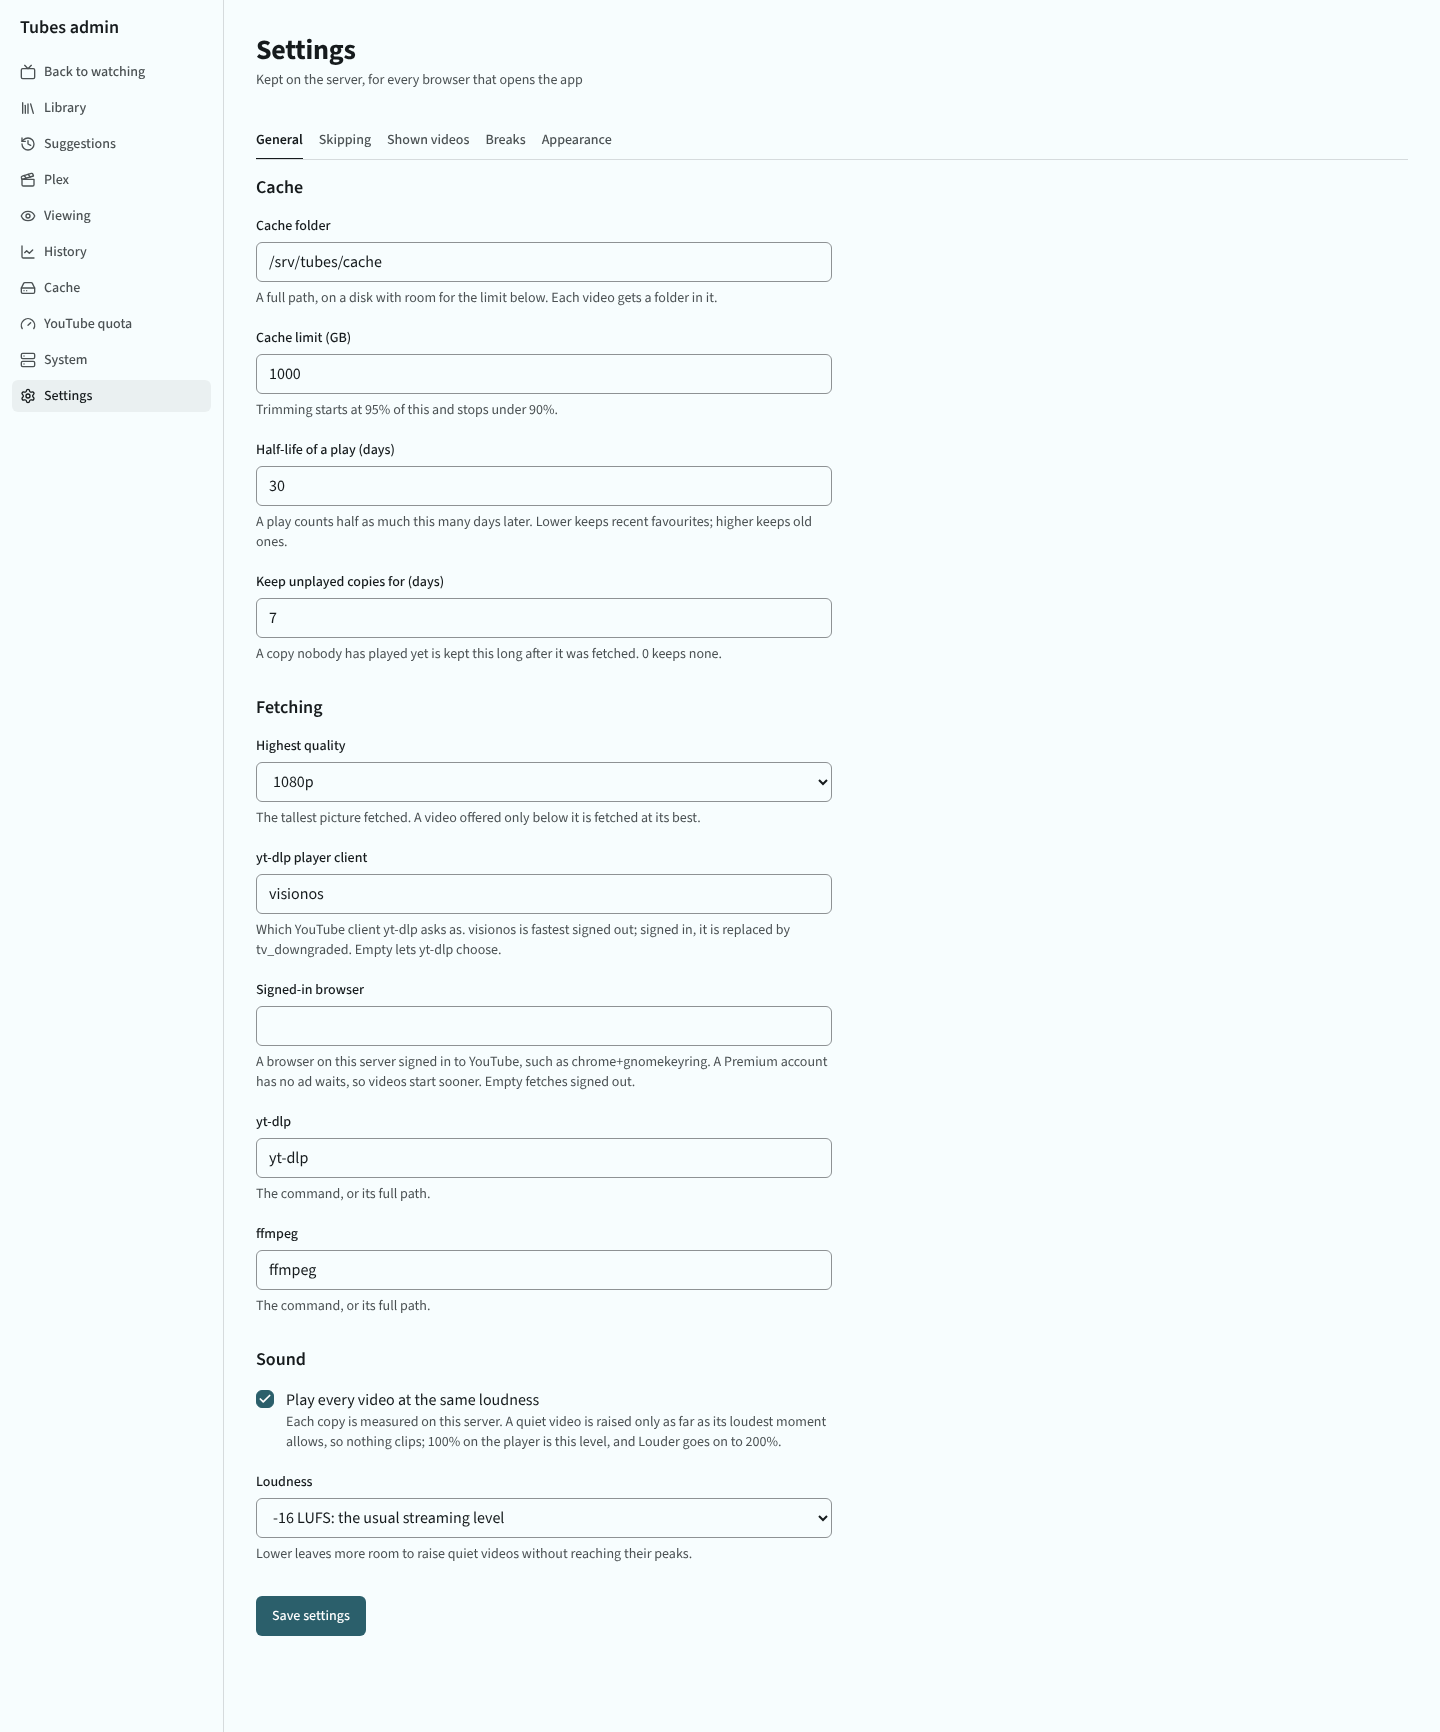 Tubes admin
Back to watching
Library
Suggestions
Plex
Viewing
History
Cache
YouTube quota
System
Settings
Settings
Kept on the server, for every browser that opens the app
General Skipping Shown videos Breaks Appearance
Cache
Cache folder
/srv/tubes/cache
A full path, on a disk with room for the limit below. Each video gets a folder in it.
Cache limit (GB)
1000
Trimming starts at 95% of this and stops under 90%.
Half-life of a play (days)
30
A play counts half as much this many days later. Lower keeps recent favourites; higher keeps old
ones.
Keep unplayed copies for (days)
7
A copy nobody has played yet is kept this long after it was fetched. 0 keeps none.
Fetching
Highest quality
1080p
The tallest picture fetched. A video offered only below it is fetched at its best.
yt-dlp player client
visionos
Which YouTube client yt-dlp asks as. visionos is fastest signed out; signed in, it is replaced by
tv_downgraded. Empty lets yt-dlp choose.
Signed-in browser
A browser on this server signed in to YouTube, such as chrome+gnomekeyring. A Premium account
has no ad waits, so videos start sooner. Empty fetches signed out.
yt-dlp
yt-dlp
The command, or its full path.
ffmpeg
ffmpeg
The command, or its full path.
Sound
Play every video at the same loudness
Each copy is measured on this server. A quiet video is raised only as far as its loudest moment
allows, so nothing clips; 100% on the player is this level, and Louder goes on to 200%.
Loudness
-16 LUFS: the usual streaming level
Lower leaves more room to raise quiet videos without reaching their peaks.
Save settings